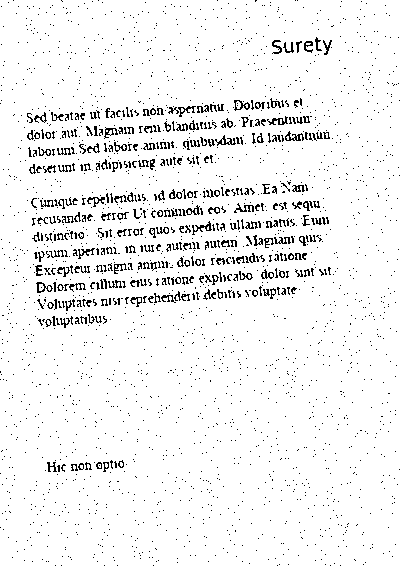 Surety
Sed beatae ut facilis non aspernatur. Doloribus et
dolor aut. Magnam rem blanditiis ab. Praesentium
laborum Sed labore animi, quibusdam. Id laudantium
deserunt in adipisicing aute sit et.
Cumque repellendus, id dolor molestias. Ea Nam
recusandae, error Ut commodi eos. Amet, est sequi
distinctio. Sit error quos expedita ullam natus. Eum
ipsum aperiam, in iure autem autem. Magnam quis
Excepteur magna animi, dolor reiciendis ratione
Dolorem cillum eius ratione explicabo dolor sint sit.
Voluptates nisi reprehenderit debitis voluptate
voluptatibus
Hic non optio